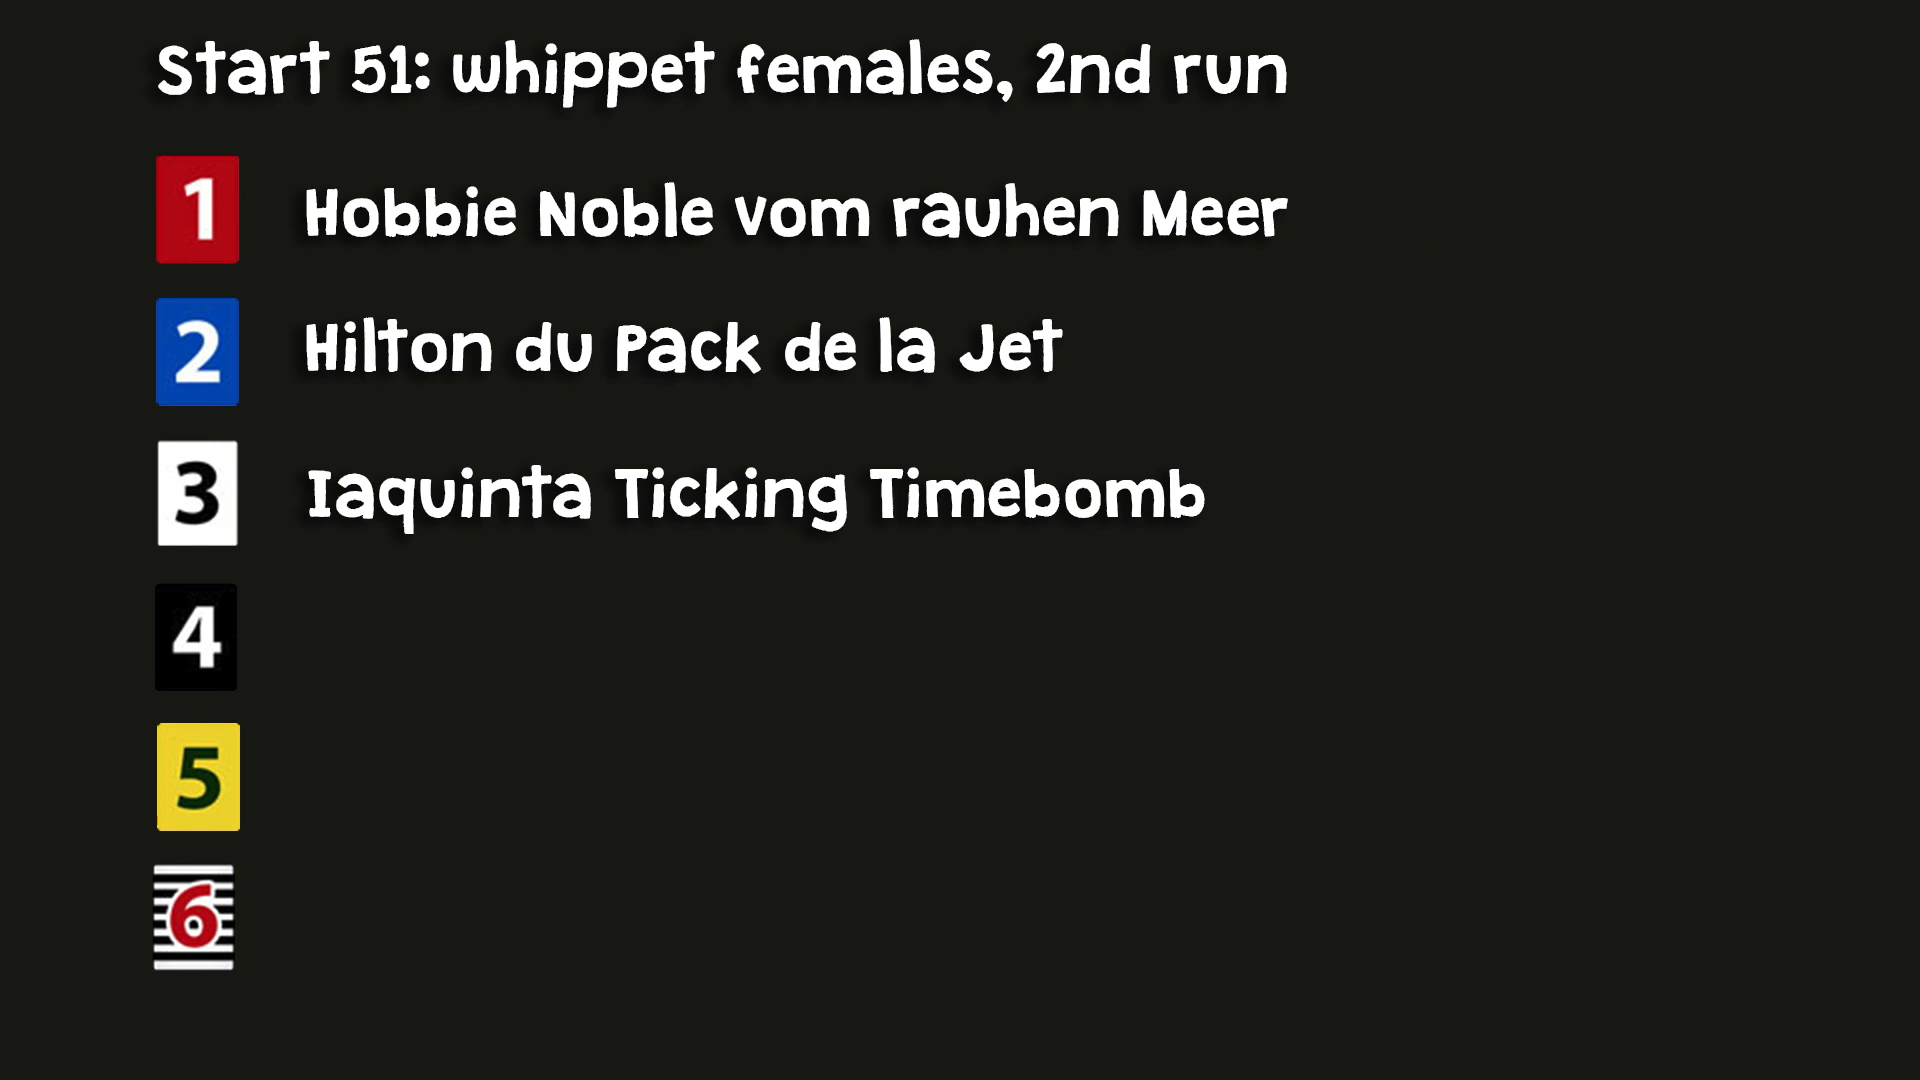 Start 51: whippet females, 2nd run
1 Hobbie Noble vom rauhen Meer
2 Hilton du Pack de la Jet
3 Iaquinta Ticking Timebomb
4
5
6